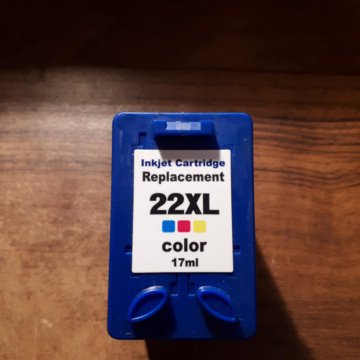 Inkjet Cartridge
Replacement
22XL
color
17ml